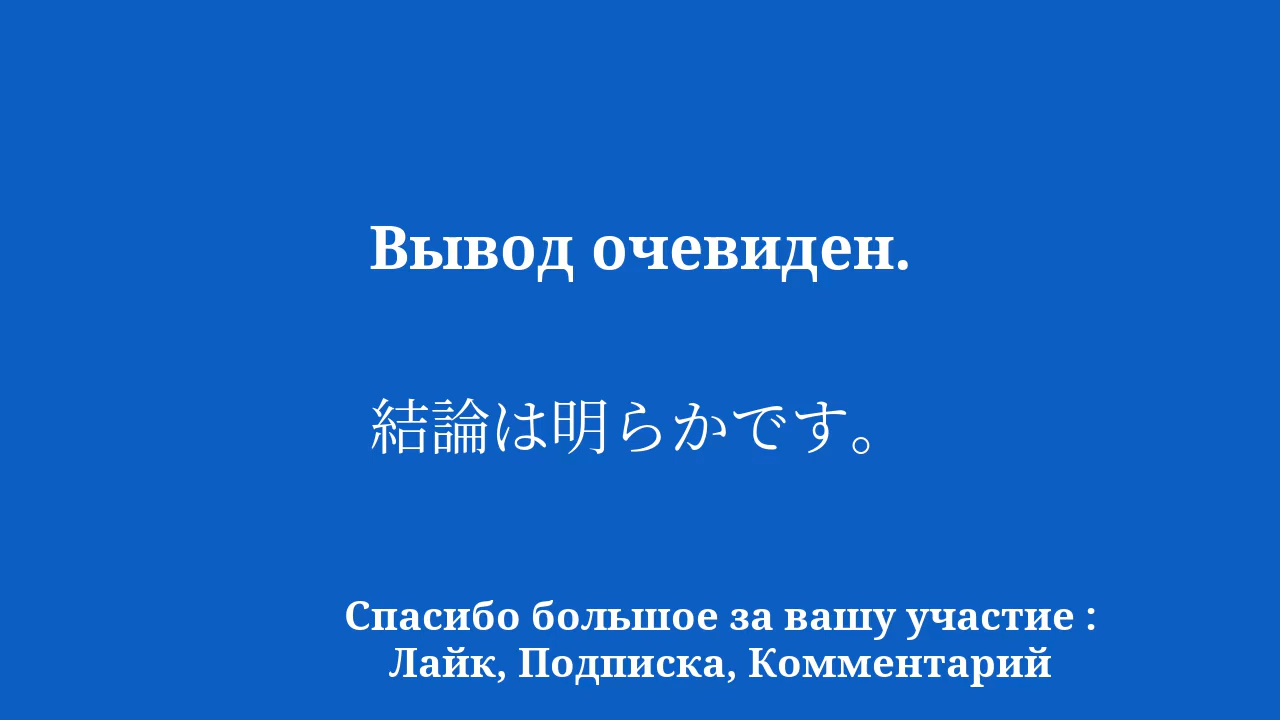 Вывод очевиден.
結論は明らかです。
Спасибо большое за вашу участие :
Лайк, Подписка, Комментарий